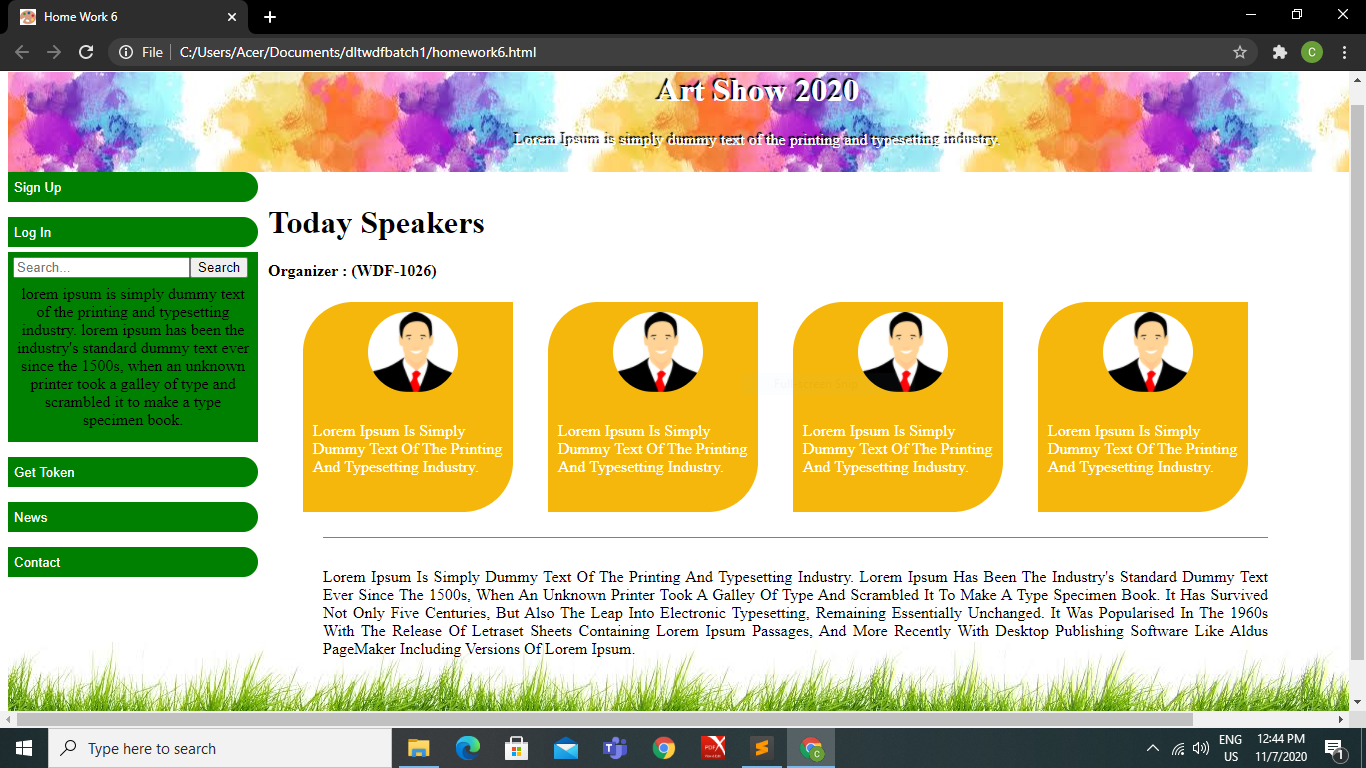 Home Work 6
File
C:/Users/Acer/Documents/dltwdfbatch1/homework6.html
C
Art Show 2020
Lorem Ipsum is simply dummy text of the printing and typesetting industry.
Sign Up
Log In
Search...
Search
lorem ipsum is simply dummy text
of the printing and typesetting
industry. lorem ipsum has been the
industry's standard dummy text ever
since the 1500s, when an unknown
printer took a galley of type and
scrambled it to make a type
specimen book.
Get Token
News
Contact
Today Speakers
Organizer : (WDF-1026)
Lorem Ipsum Is Simply
Dummy Text Of The Printing
And Typesetting Industry.
Lorem Ipsum Is Simply
Dummy Text Of The Printing
And Typesetting Industry.
Lorem Ipsum Is Simply
Dummy Text Of The Printing
And Typesetting Industry.
Lorem Ipsum Is Simply
Dummy Text Of The Printing
And Typesetting Industry.
Lorem Ipsum Is Simply Dummy Text Of The Printing And Typesetting Industry. Lorem Ipsum Has Been The Industry's Standard Dummy Text
Ever Since The 1500s, When An Unknown Printer Took A Galley Of Type And Scrambled It To Make A Type Specimen Book. It Has Survived
Not Only Five Centuries, But Also The Leap Into Electronic Typesetting, Remaining Essentially Unchanged. It Was Popularised In The 1960s
With The Release Of Letraset Sheets Containing Lorem Ipsum Passages, And More Recently With Desktop Publishing Software Like Aldus
PageMaker Including Versions Of Lorem Ipsum.
Type here to search
PDF X
C
ENG
US
12:44 PM
11/7/2020
1